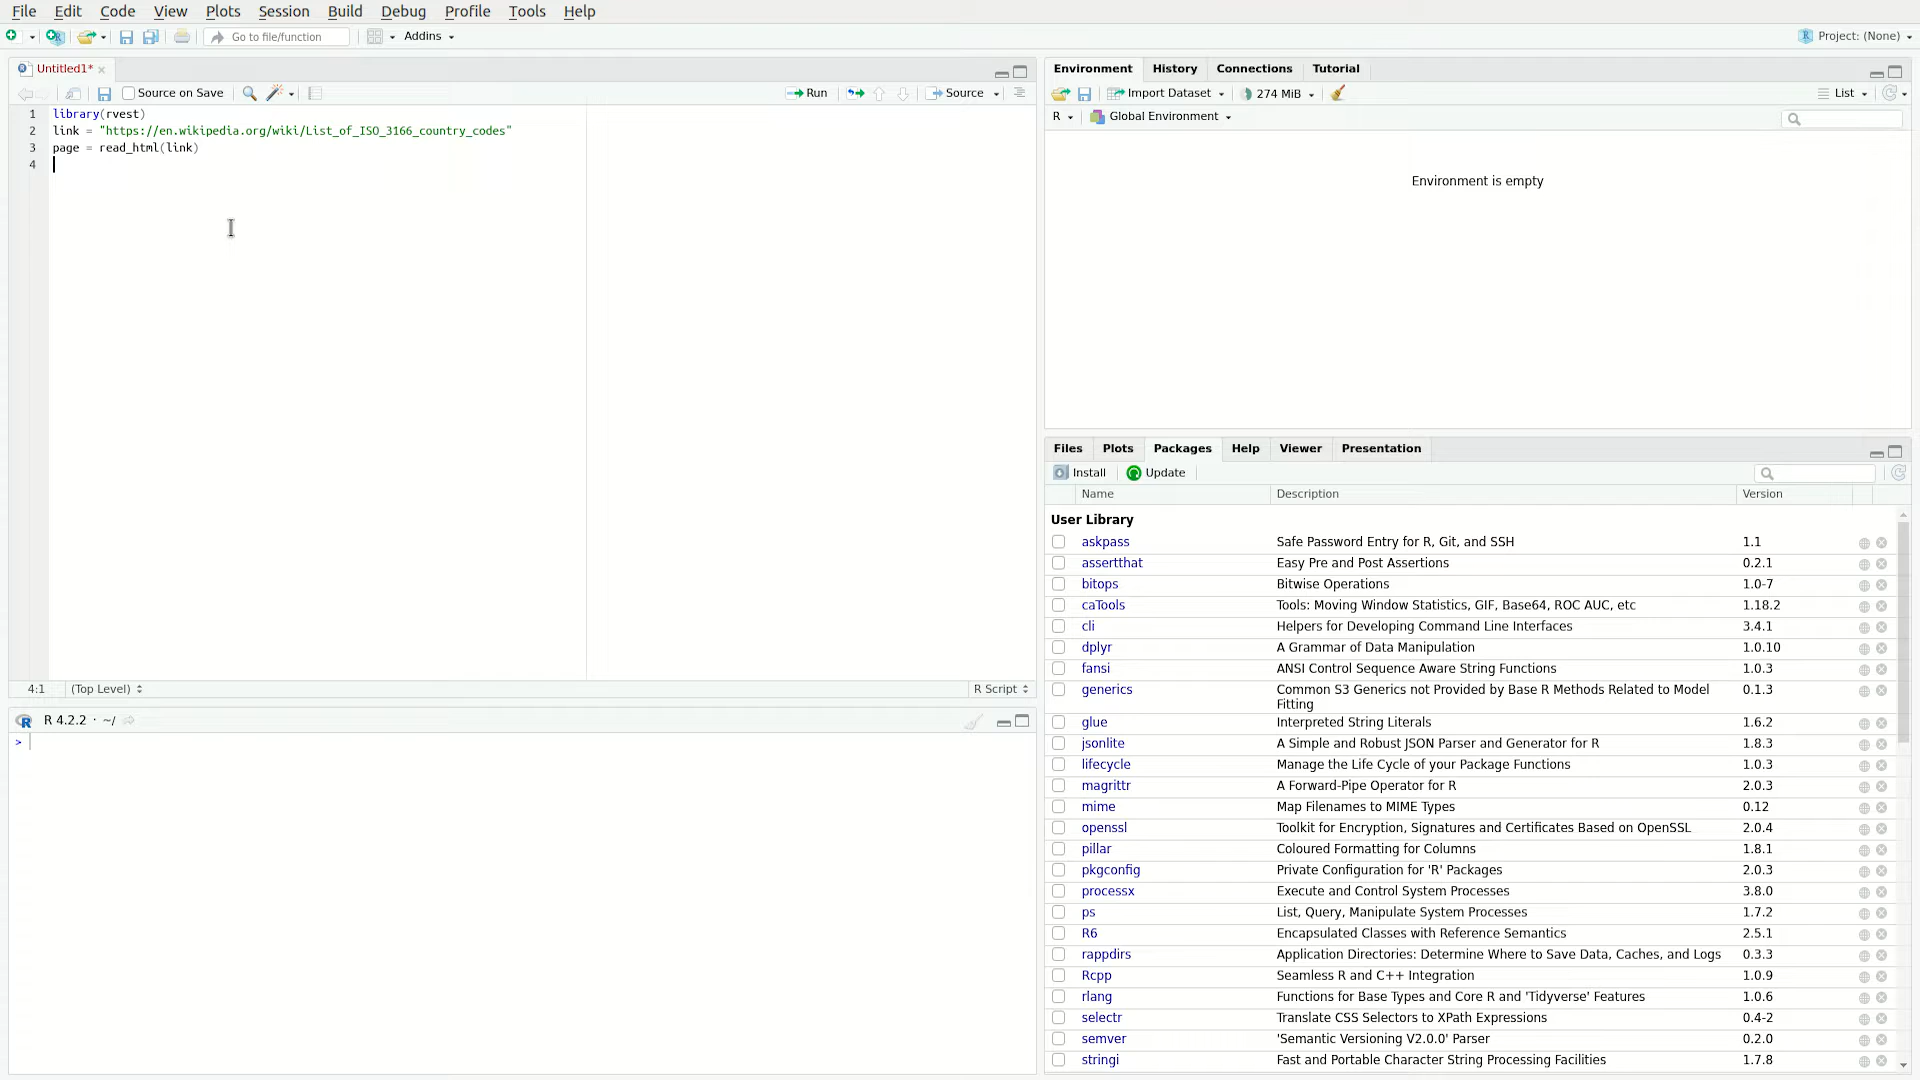 File Edit Code View Plots Session Build Debug Profile Tools Help
Go to file/function Addins Project: (None)
Untitled1*
Source on Save Run Source
1 library(rvest)
2 link = "https://en.wikipedia.org/wiki/List_of_ISO_3166_country_codes"
3 page = read_html(link)
4
4:1 (Top Level) R Script
R 4.2.2 · ~/
>
Environment History Connections Tutorial
Import Dataset 274 MiB List
R Global Environment
Environment is empty
Files Plots Packages Help Viewer Presentation
Install Update
Name Description Version
User Library
askpass Safe Password Entry for R, Git, and SSH 1.1
assertthat Easy Pre and Post Assertions 0.2.1
bitops Bitwise Operations 1.0-7
caTools Tools: Moving Window Statistics, GIF, Base64, ROC AUC, etc 1.18.2
cli Helpers for Developing Command Line Interfaces 3.4.1
dplyr A Grammar of Data Manipulation 1.0.10
fansi ANSI Control Sequence Aware String Functions 1.0.3
generics Common S3 Generics not Provided by Base R Methods Related to Model 0.1.3
Fitting
glue Interpreted String Literals 1.6.2
jsonlite A Simple and Robust JSON Parser and Generator for R 1.8.3
lifecycle Manage the Life Cycle of your Package Functions 1.0.3
magrittr A Forward-Pipe Operator for R 2.0.3
mime Map Filenames to MIME Types 0.12
openssl Toolkit for Encryption, Signatures and Certificates Based on OpenSSL 2.0.4
pillar Coloured Formatting for Columns 1.8.1
pkgconfig Private Configuration for 'R' Packages 2.0.3
processx Execute and Control System Processes 3.8.0
ps List, Query, Manipulate System Processes 1.7.2
R6 Encapsulated Classes with Reference Semantics 2.5.1
rappdirs Application Directories: Determine Where to Save Data, Caches, and Logs 0.3.3
Rcpp Seamless R and C++ Integration 1.0.9
rlang Functions for Base Types and Core R and 'Tidyverse' Features 1.0.6
selectr Translate CSS Selectors to XPath Expressions 0.4-2
semver 'Semantic Versioning V2.0.0' Parser 0.2.0
stringi Fast and Portable Character String Processing Facilities 1.7.8